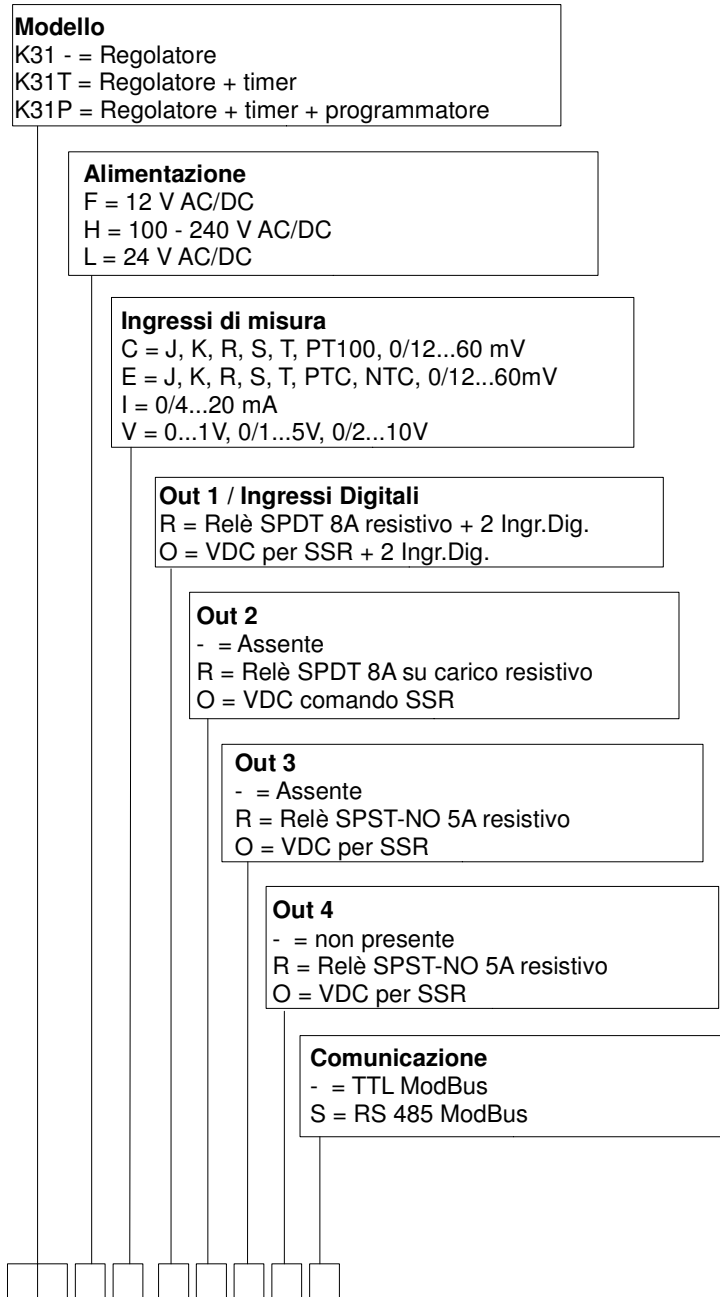 Modello
K31 - = Regolatore
K31T = Regolatore + timer
K31P = Regolatore + timer + programmatore
Alimentazione
F = 12 V AC/DC
H = 100 - 240 V AC/DC
L = 24 V AC/DC
Ingressi di misura
C = J, K, R, S, T, PT100, 0/12...60 mV
E = J, K, R, S, T, PTC, NTC, 0/12...60mV
I = 0/4...20 mA
V = 0...1V, 0/1...5V, 0/2...10V
Out 1 / Ingressi Digitali
R = Relè SPDT 8A resistivo + 2 Ingr.Dig.
O = VDC per SSR + 2 Ingr.Dig.
Out 2
- = Assente
R = Relè SPDT 8A su carico resistivo
O = VDC comando SSR
Out 3
- = Assente
R = Relè SPST-NO 5A resistivo
O = VDC per SSR
Out 4
- = non presente
R = Relè SPST-NO 5A resistivo
O = VDC per SSR
Comunicazione
- = TTL ModBus
S = RS 485 ModBus